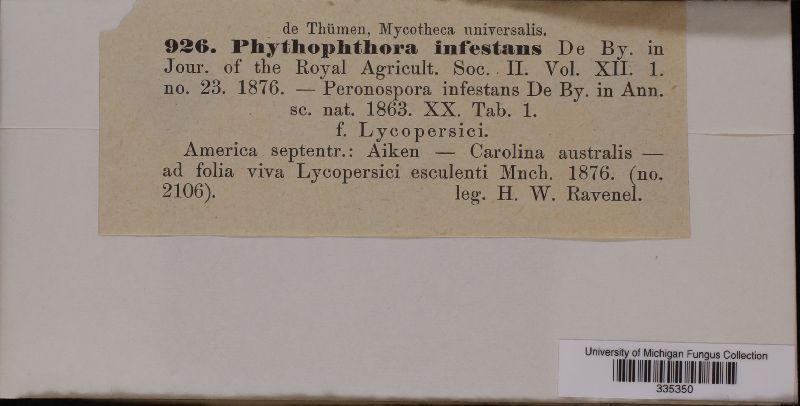 de Thümen, Mycotheca universalis.
926. Phythophthora infestans De By. in
Jour. of the Royal Agricult. Soc. II. Vol. XII. 1.
no. 23. 1876. — Peronospora infestans De By. in Ann.
sc. nat. 1863. XX. Tab. 1.
f. Lycopersici.
America septentr.: Aiken — Carolina australis —
ad folia viva Lycopersici esculenti Mnch. 1876. (no.
2106). leg. H. W. Ravenel.
University of Michigan Fungus Collection
335350